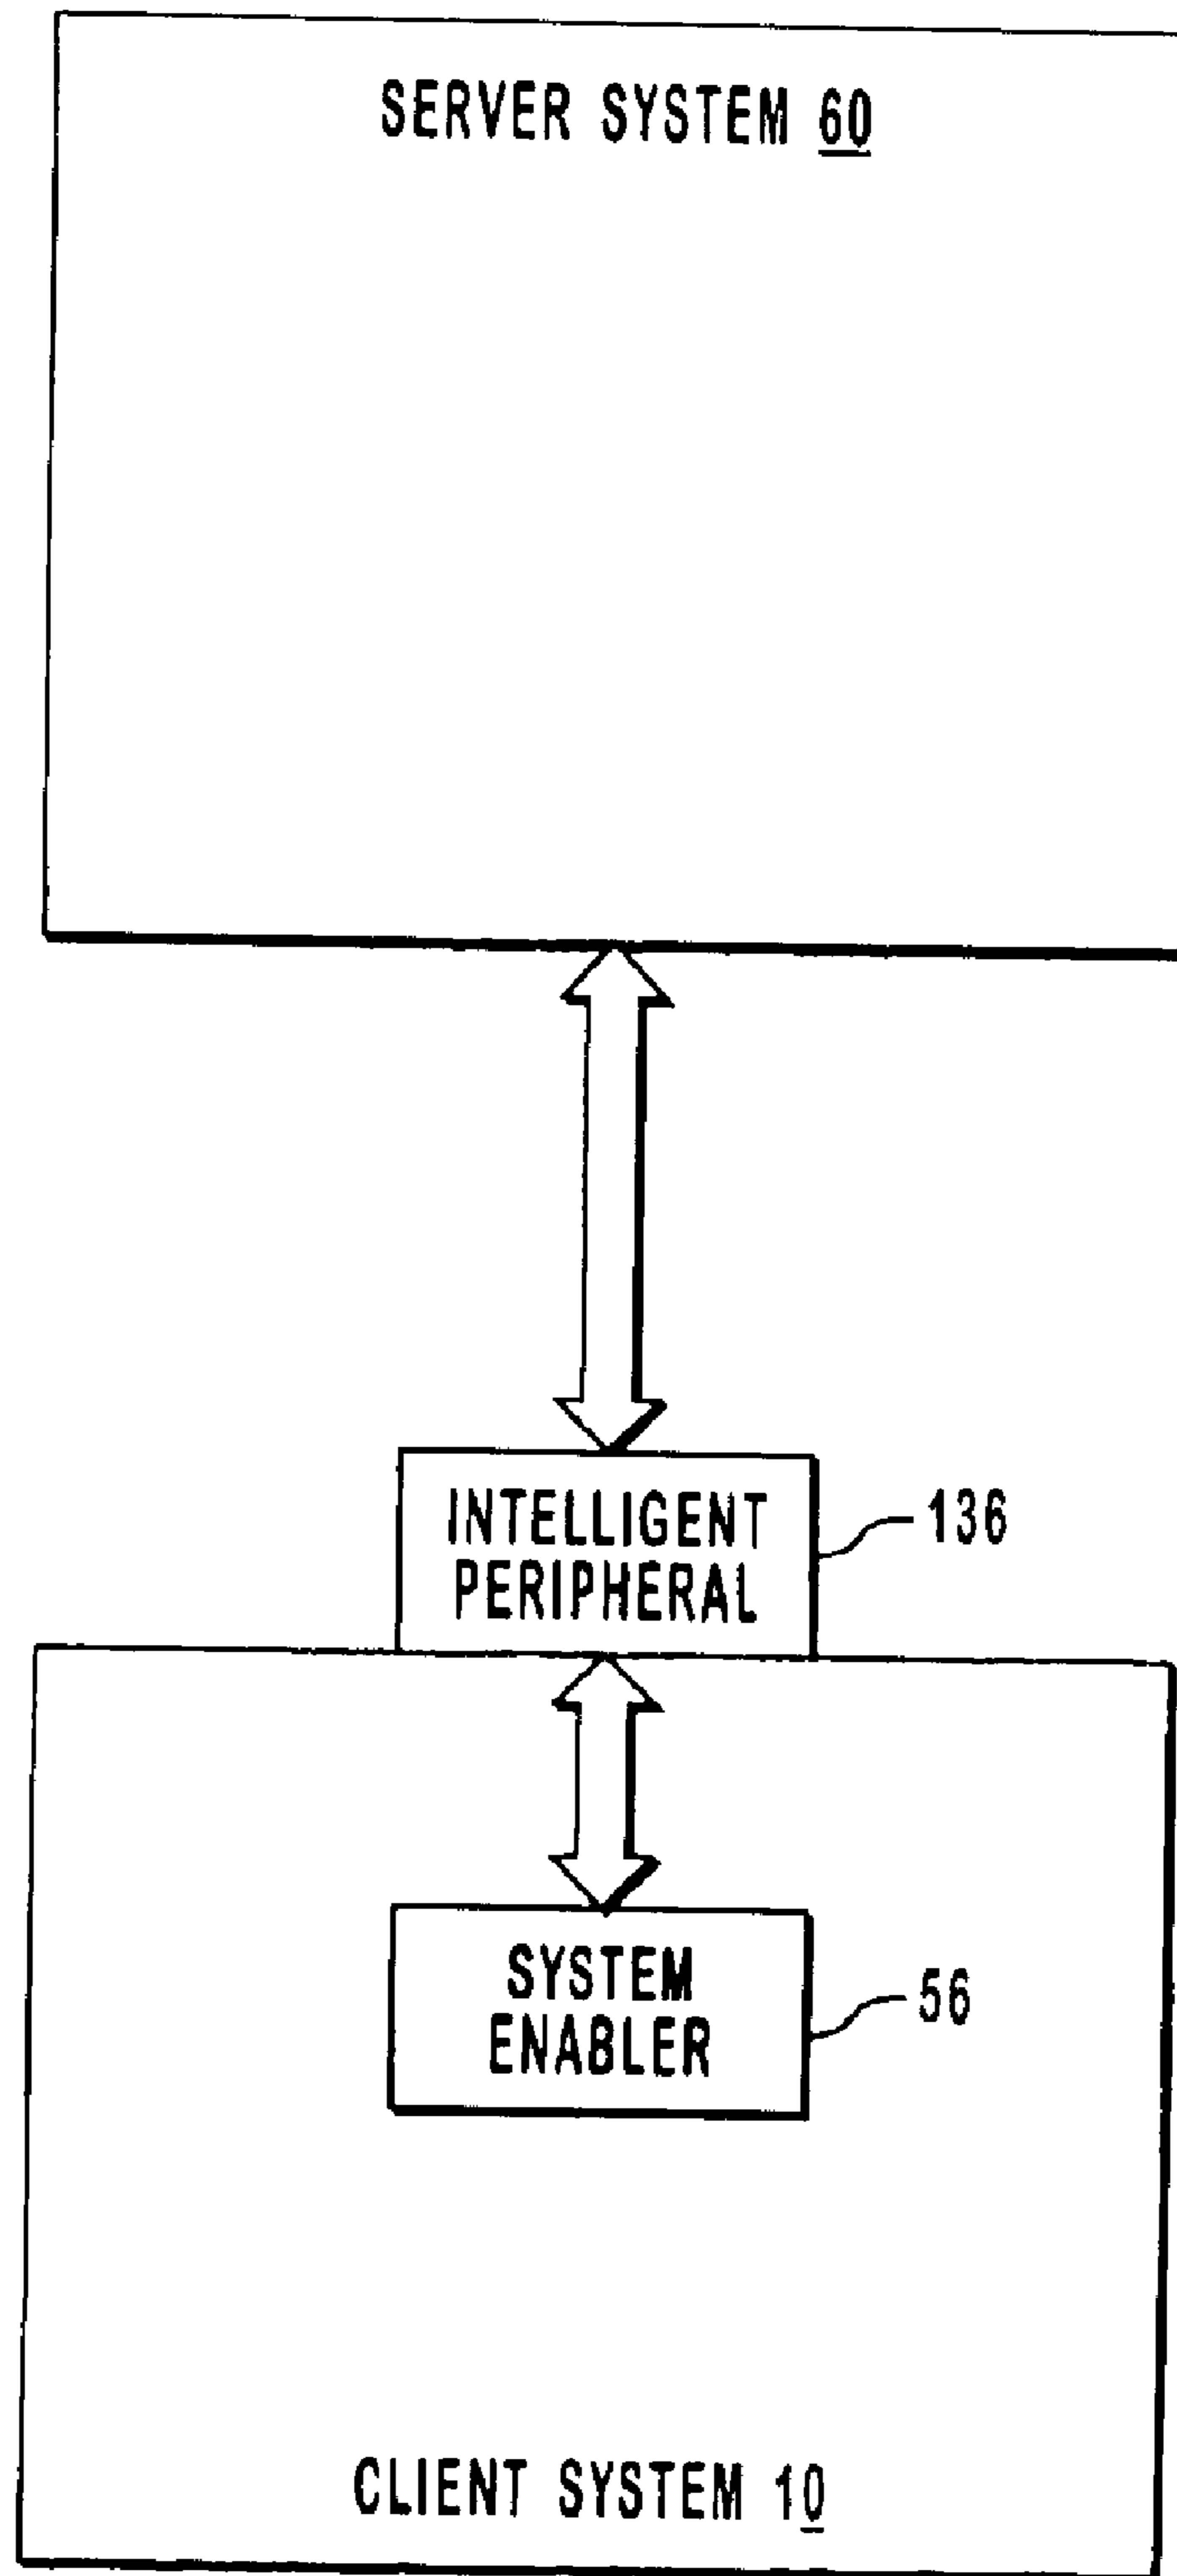 SERVER SYSTEM 60
INTELLIGENT
PERIPHERAL
136
SYSTEM
ENABLER
56
CLIENT SYSTEM 10